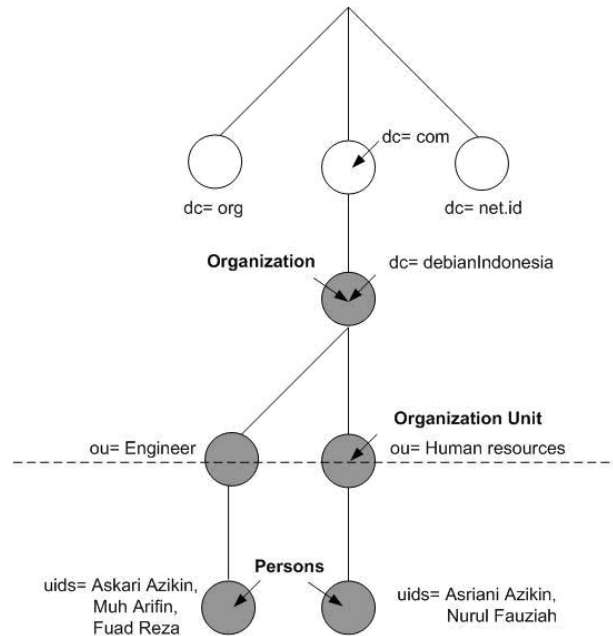 dc= com
dc= org
dc= net.id
Organization
dc= debianIndonesia
Organization Unit
ou= Engineer
ou= Human resources
Persons
uids= Askari Azikin,
Muh Arifin,
Fuad Reza
uids= Asriani Azikin,
Nurul Fauziah